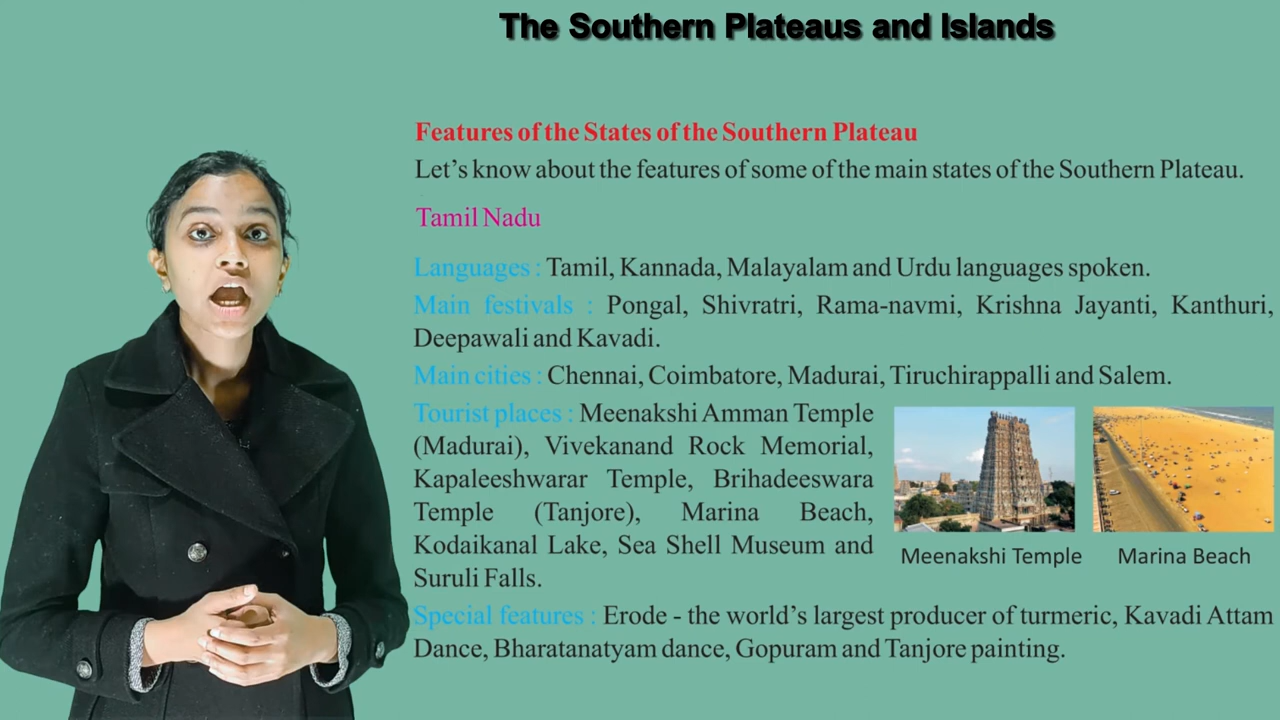 The Southern Plateaus and Islands
Features of the States of the Southern Plateau
Let’s know about the features of some of the main states of the Southern Plateau.
Tamil Nadu
Languages : Tamil, Kannada, Malayalam and Urdu languages spoken.
Main festivals : Pongal, Shivratri, Rama-navmi, Krishna Jayanti, Kanthuri,
Deepawali and Kavadi.
Main cities : Chennai, Coimbatore, Madurai, Tiruchirappalli and Salem.
Tourist places : Meenakshi Amman Temple
(Madurai), Vivekanand Rock Memorial,
Kapaleeshwarar Temple, Brihadeeswara
Temple (Tanjore), Marina Beach,
Kodaikanal Lake, Sea Shell Museum and
Suruli Falls.
Meenakshi Temple
Marina Beach
Special features : Erode - the world’s largest producer of turmeric, Kavadi Attam
Dance, Bharatanatyam dance, Gopuram and Tanjore painting.